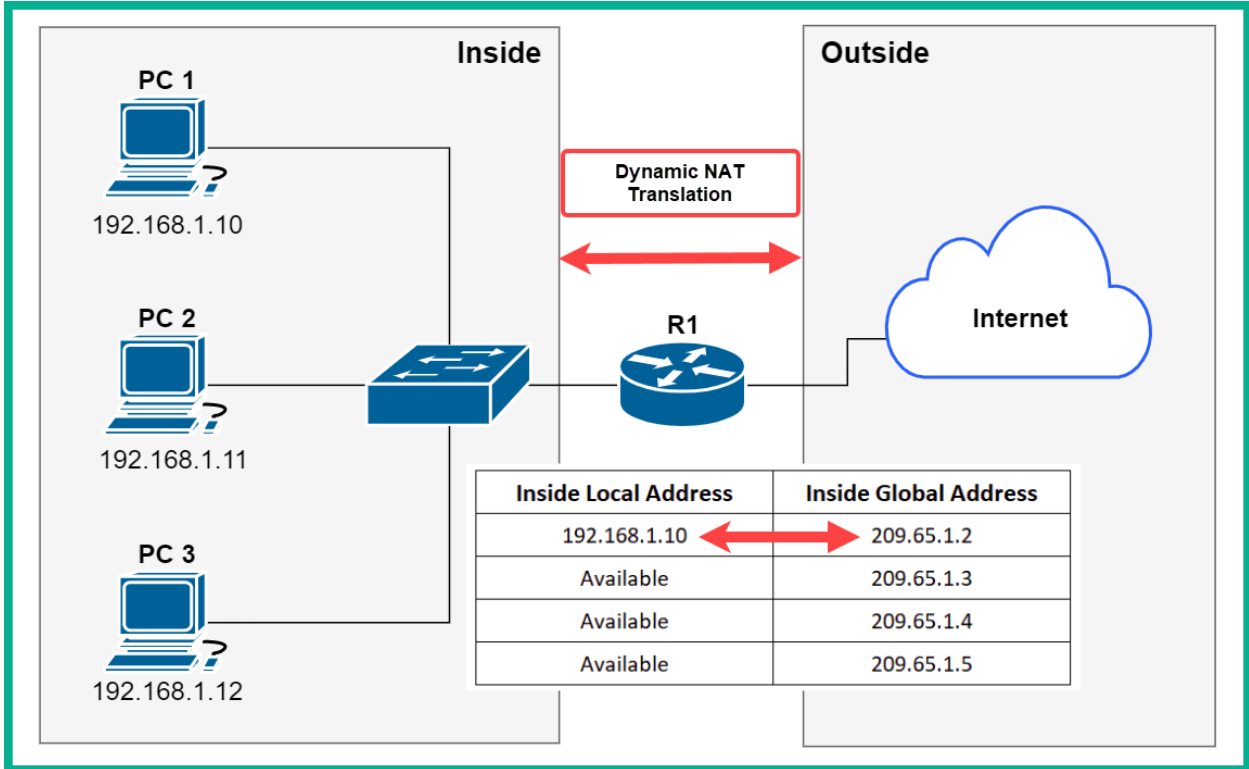 Inside
Outside
PC 1
192.168.1.10
Dynamic NAT
Translation
PC 2
192.168.1.11
R1
Internet
PC 3
192.168.1.12
Inside Local Address Inside Global Address
192.168.1.10 209.65.1.2
Available 209.65.1.3
Available 209.65.1.4
Available 209.65.1.5